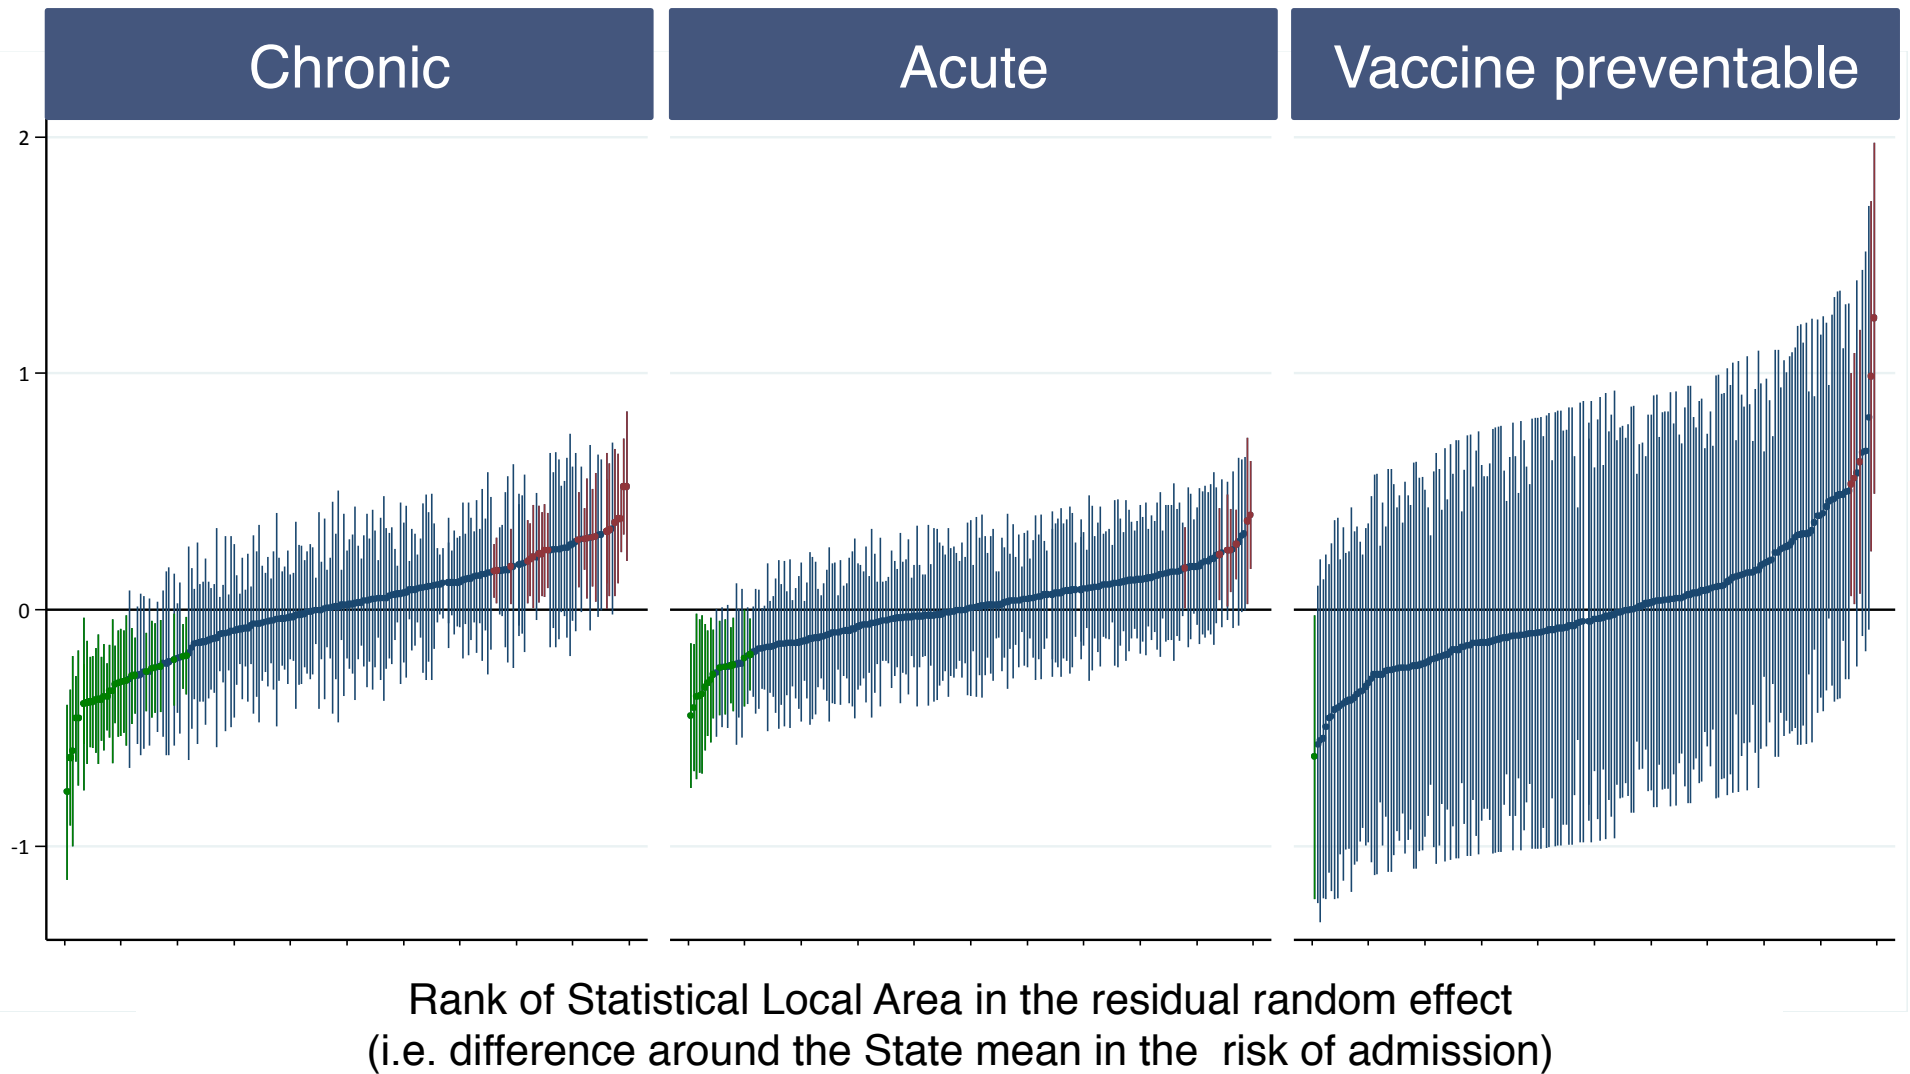 Chronic
Acute
Vaccine preventable
2
1
0
-1
Rank of Statistical Local Area in the residual random effect
(i.e. difference around the State mean in the  risk of admission)